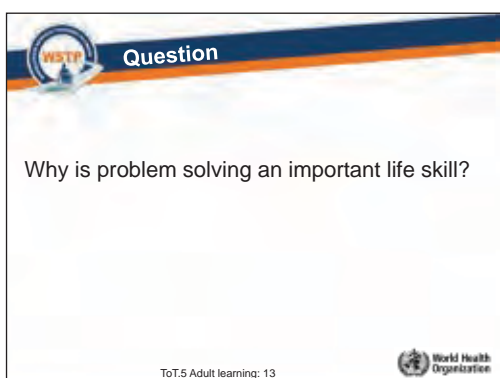 WSTP
Question
Why is problem solving an important life skill?
ToT.5 Adult learning: 13
World Health
Organization